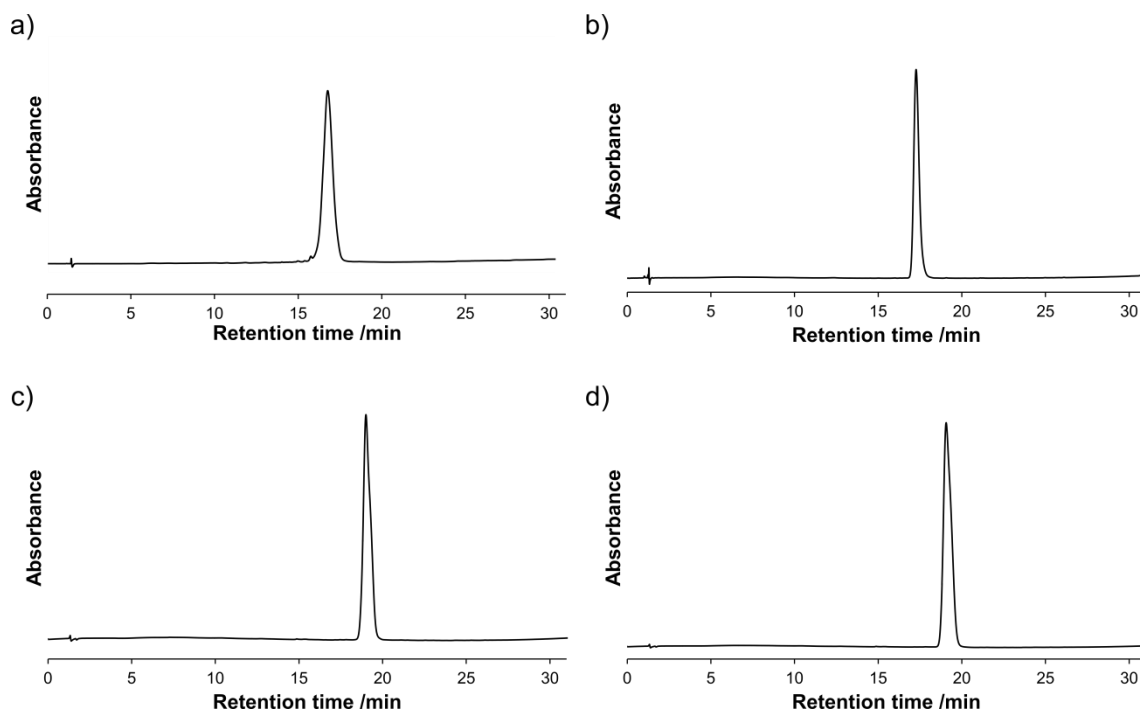 a)
Absorbance
0 5 10 15 20 25 30
Retention time /min
b)
Absorbance
0 5 10 15 20 25 30
Retention time /min
c)
Absorbance
0 5 10 15 20 25 30
Retention time /min
d)
Absorbance
0 5 10 15 20 25 30
Retention time /min